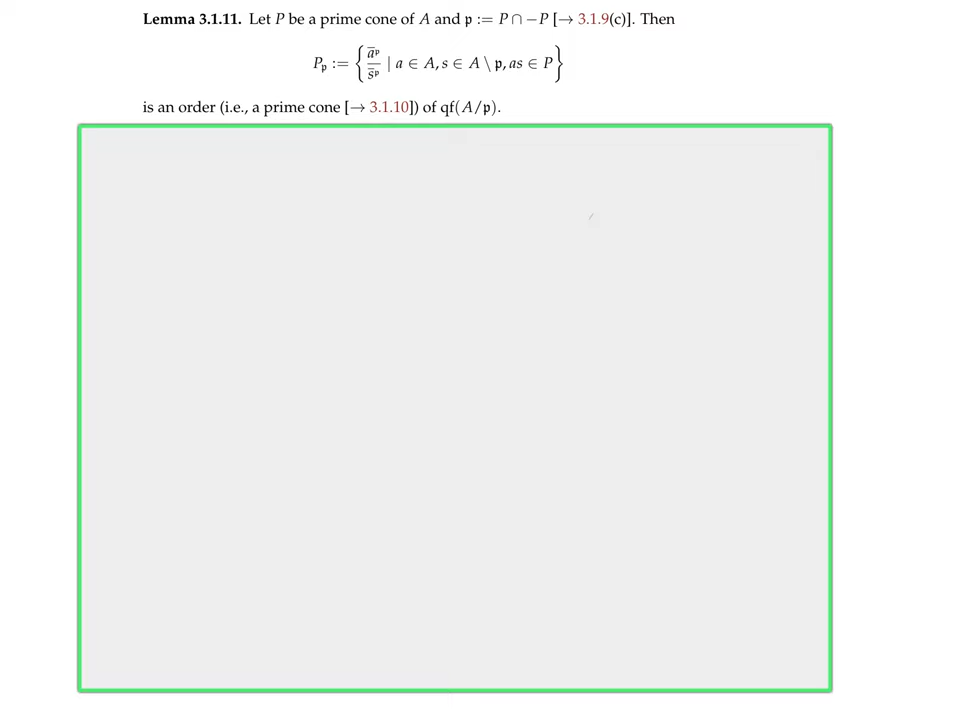 Lemma 3.1.11. Let P be a prime cone of A and 𝔭 := P ∩ −P [→ 3.1.9(c)]. Then
P_𝔭 := { a̅^𝔭 / s̅^𝔭 | a ∈ A, s ∈ A \ 𝔭, as ∈ P }
is an order (i.e., a prime cone [→ 3.1.10]) of qf(A/𝔭).